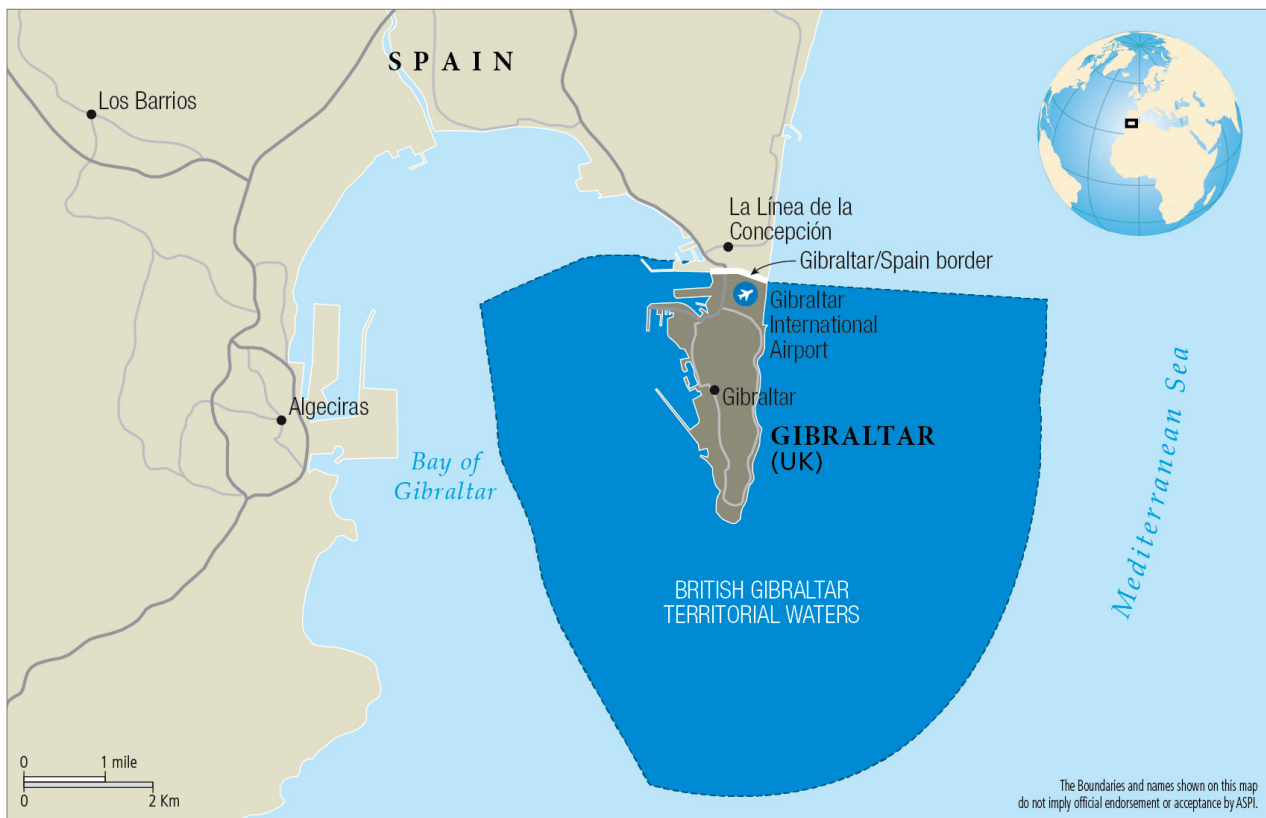 SPAIN
Los Barrios
La Línea de la
Concepción
Gibraltar/Spain border
Gibraltar
International
Airport
Algeciras
Gibraltar
GIBRALTAR
(UK)
Bay of
Gibraltar
Mediterranean Sea
BRITISH GIBRALTAR
TERRITORIAL WATERS
0 1 mile
0 2 Km
The Boundaries and names shown on this map
do not imply official endorsement or acceptance by ASPI.